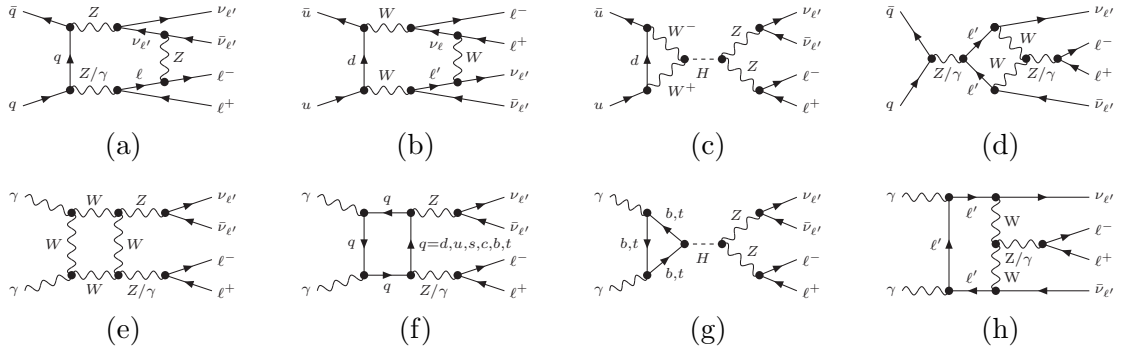 q̄ Z ν_ℓ′ ν_ℓ′ ν̄_ℓ′ q Z Z/γ ℓ ℓ⁻ q ℓ⁺
(a)
ū W ℓ⁻ ν_ℓ ℓ⁺ d W W ℓ′ ν_ℓ′ u ν̄_ℓ′
(b)
ū W⁻ Z ν_ℓ′ ν̄_ℓ′ d H W⁺ Z ℓ⁻ u ℓ⁺
(c)
q̄ ν_ℓ′ ℓ′ W ℓ⁻ Z/γ Z/γ W ℓ⁺ ℓ′ q ν̄_ℓ′
(d)
γ W Z ν_ℓ′ ν̄_ℓ′ W W ℓ⁻ γ W Z/γ ℓ⁺
(e)
γ q Z ν_ℓ′ ν̄_ℓ′ q q=d,u,s,c,b,t ℓ⁻ γ q Z/γ ℓ⁺
(f)
γ b,t Z ν_ℓ′ ν̄_ℓ′ b,t H b,t Z ℓ⁻ γ ℓ⁺
(g)
γ ℓ′ ν_ℓ′ W ℓ⁻ ℓ′ Z/γ ℓ⁺ W ℓ′ γ ν̄_ℓ′
(h)